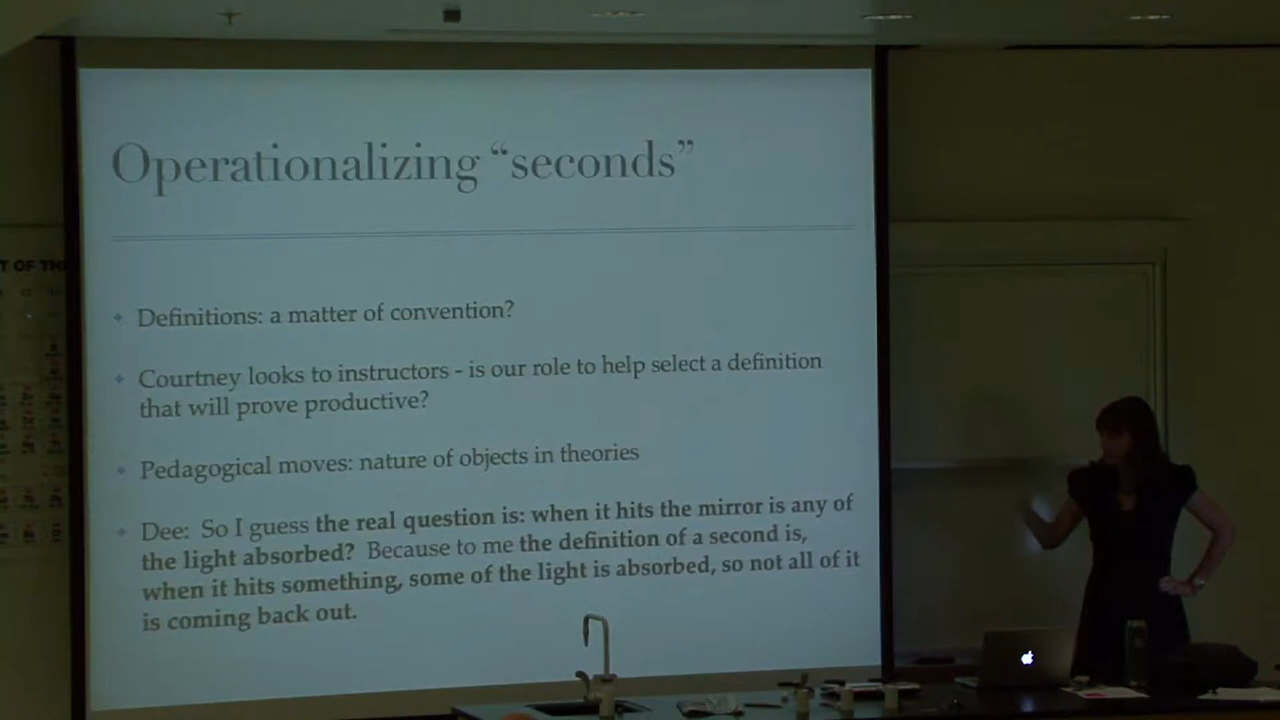 Operationalizing “seconds”
Definitions: a matter of convention?
Courtney looks to instructors - is our role to help select a definition
that will prove productive?
Pedagogical moves: nature of objects in theories
Dee: So I guess the real question is: when it hits the mirror is any of
the light absorbed? Because to me the definition of a second is,
when it hits something, some of the light is absorbed, so not all of it
is coming back out.
T OF TH